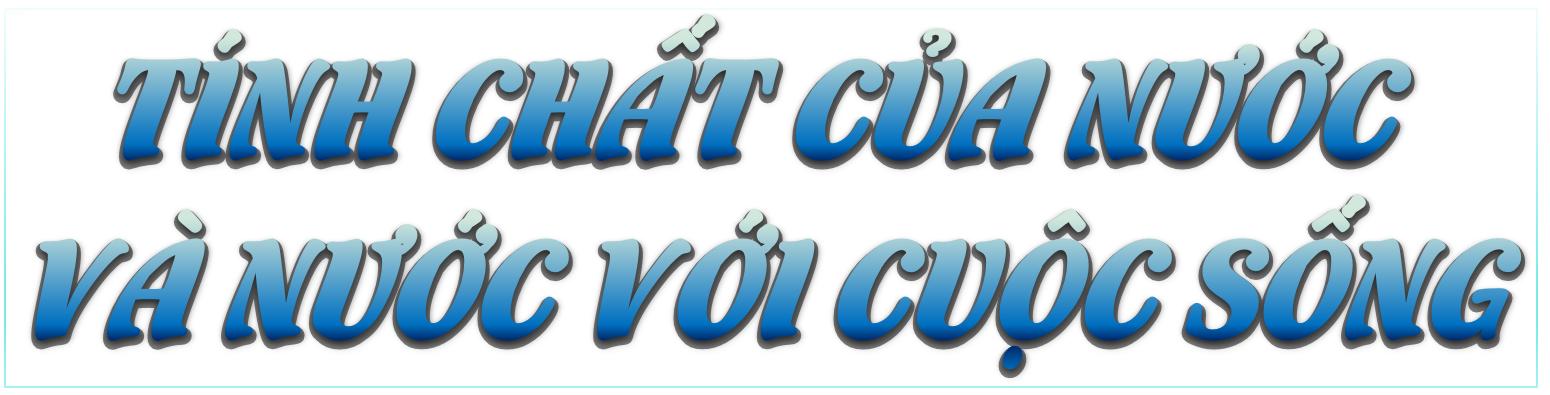 TÍNH CHẤT CỦA NƯỚC
VÀ NƯỚC VỚI CUỘC SỐNG